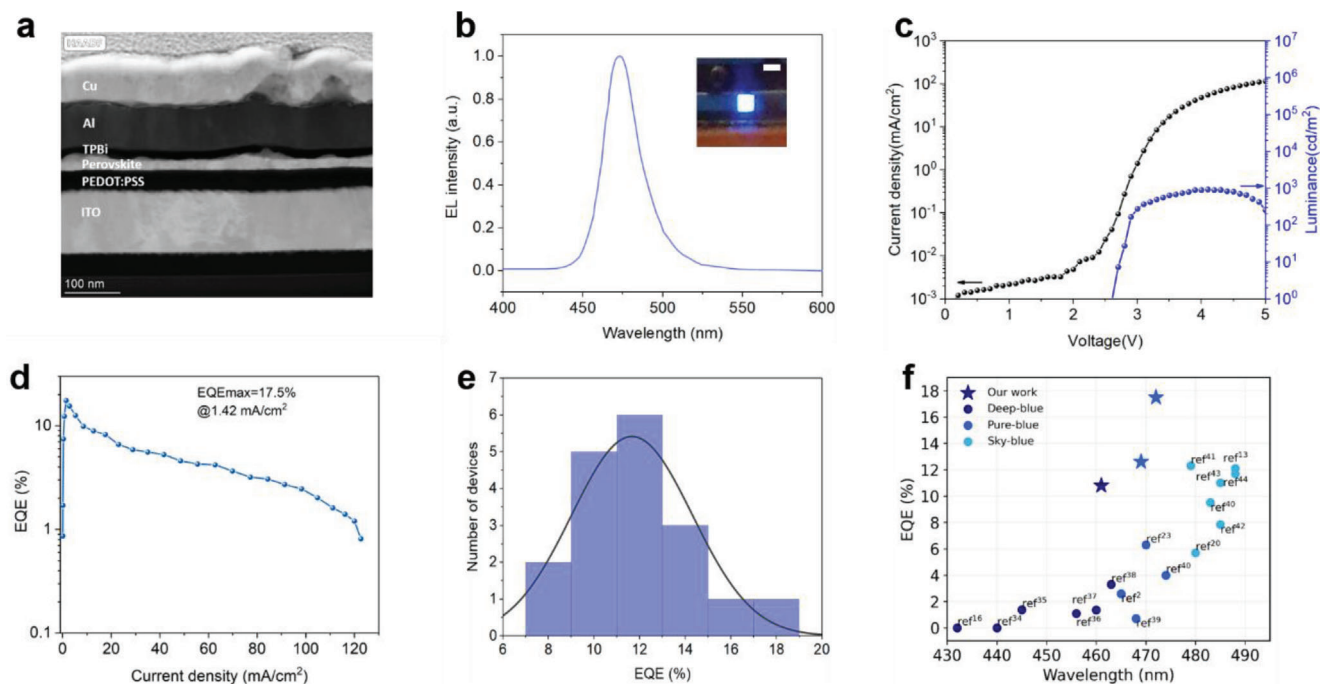 a
HAADF
Cu
Al
TPBi
Perovskite
PEDOT:PSS
ITO
100 nm
b
EL intensity (a.u.)
1.0
0.8
0.6
0.4
0.2
0.0
400 450 500 550 600
Wavelength (nm)
c
Current density(mA/cm²)
10³
10²
10¹
10⁰
10⁻¹
10⁻²
10⁻³
0 1 2 3 4 5
Voltage(V)
10⁷
10⁶
10⁵
10⁴
10³
10²
10¹
10⁰
Luminance(cd/m²)
d
EQEmax=17.5%
@1.42 mA/cm²
EQE (%)
10
1
0.1
0 20 40 60 80 100 120
Current density (mA/cm²)
e
Number of devices
7
6
5
4
3
2
1
0
6 8 10 12 14 16 18 20
EQE (%)
f
EQE (%)
18
16
14
12
10
8
6
4
2
0
Our work
Deep-blue
Pure-blue
Sky-blue
ref⁴¹
ref¹³
ref⁴³
ref⁴⁴
ref⁴⁰
ref⁴²
ref²³
ref²⁰
ref⁴⁰
ref³⁸
ref²
ref³⁵
ref³⁷
ref³⁶
ref³⁹
ref¹⁶
ref³⁴
430 440 450 460 470 480 490
Wavelength (nm)